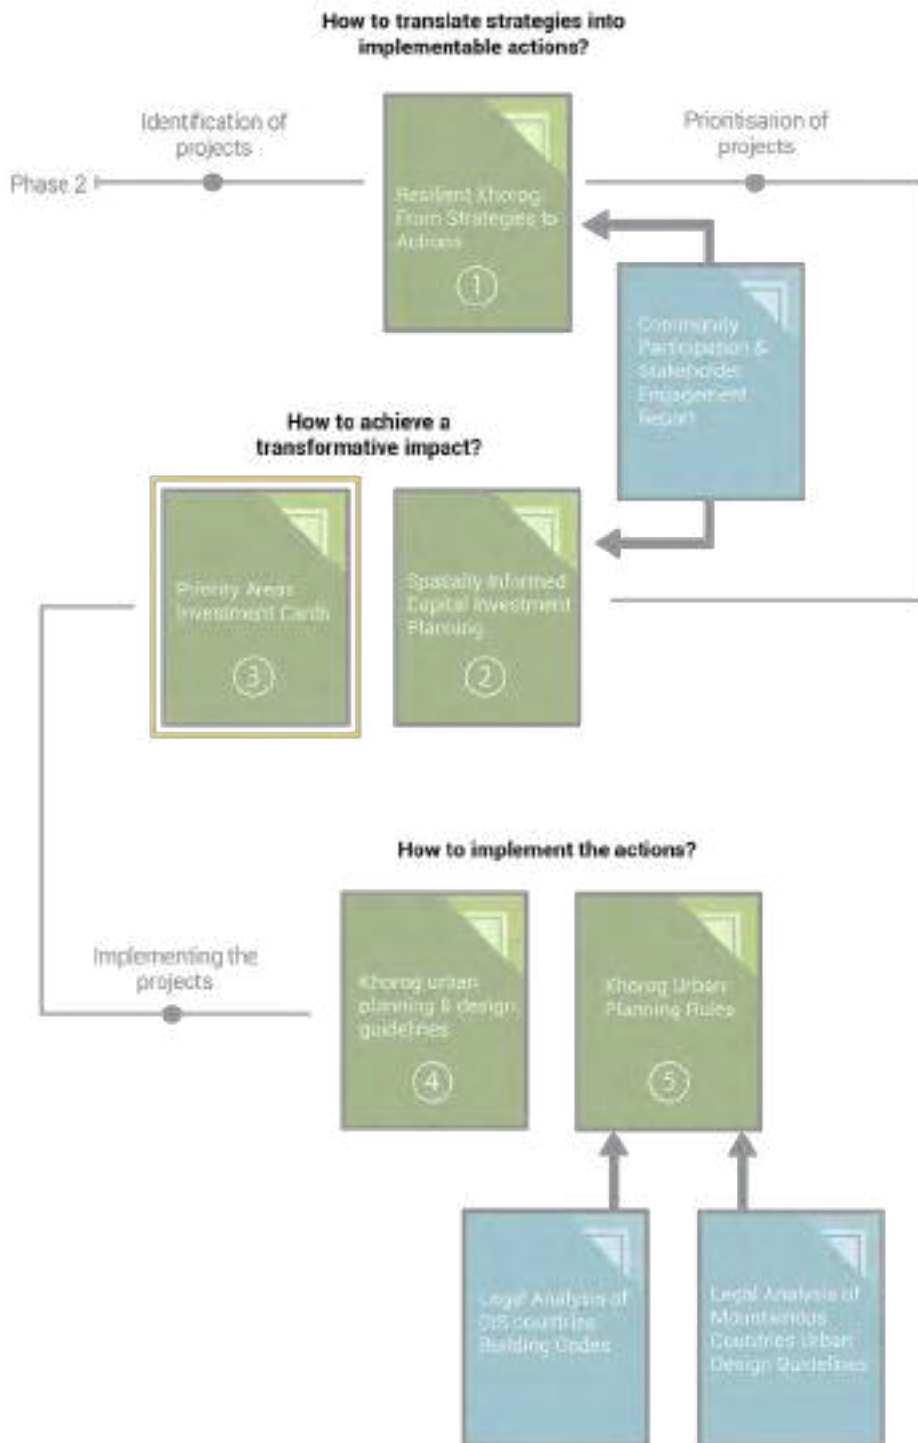 How to translate strategies into
implementable actions?
Identification of
projects
Prioritisation of
projects
Phase 2
Resilient Khorog:
From Strategies to
Actions
1
Community
Participation &
Stakeholder
Engagement
Report
How to achieve a
transformative impact?
Priority Areas
Investment Cards
3
Spatially Informed
Capital Investment
Planning
2
How to implement the actions?
Implementing the
projects
Khorog urban
planning & design
guidelines
4
Khorog Urban
Planning Rules
5
Legal Analysis of
CIS countries
Building Codes
Legal Analysis of
Mountainous
Countries Urban
Design Guidelines